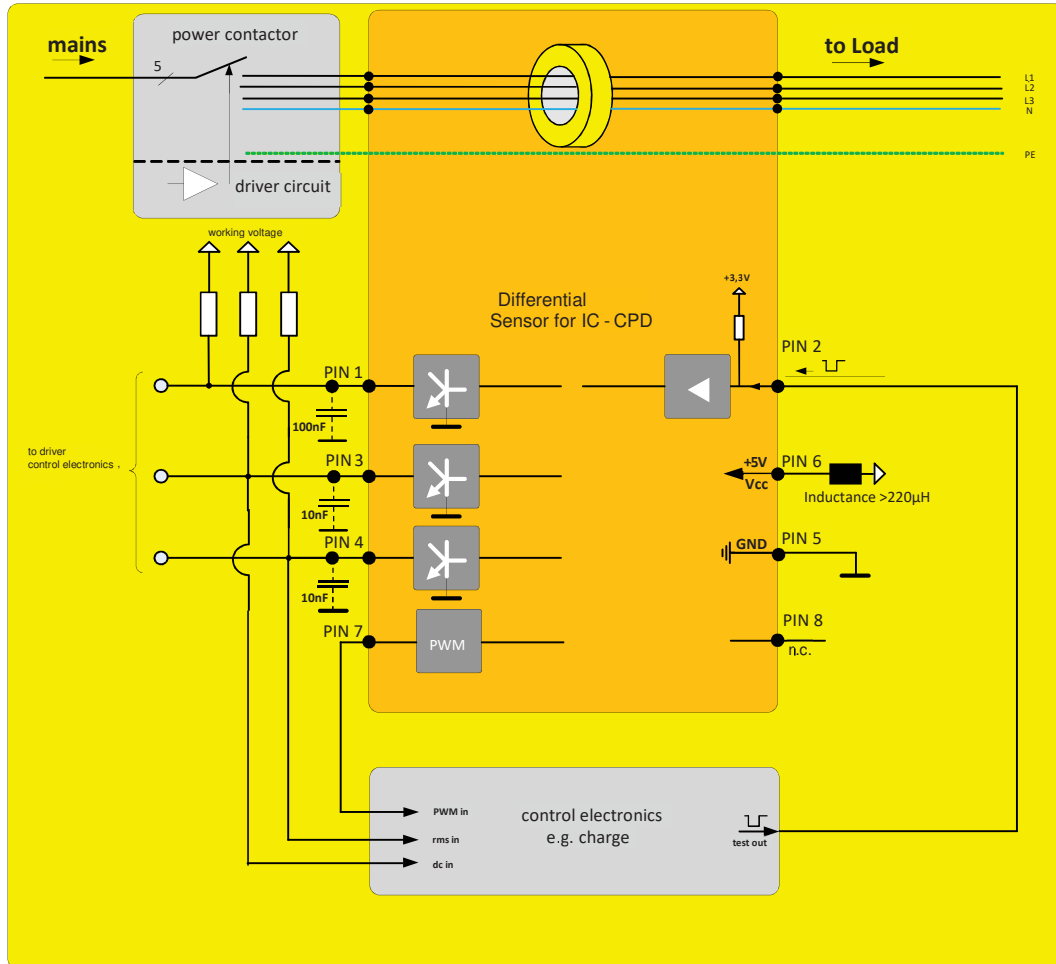 power contactor
mains
5
to Load
L1
L2
L3
N
PE
driver circuit
working voltage
+3,3V
Differential
Sensor for IC - CPD
PIN 2
PIN 1
100nF
to driver
control electronics ,
PIN 3
+5V
PIN 6
Vcc
Inductance >220µH
10nF
PIN 4
GND
PIN 5
10nF
PIN 7
PWM
PIN 8
n.c.
PWM in
control electronics
e.g. charge
rms in
test out
dc in